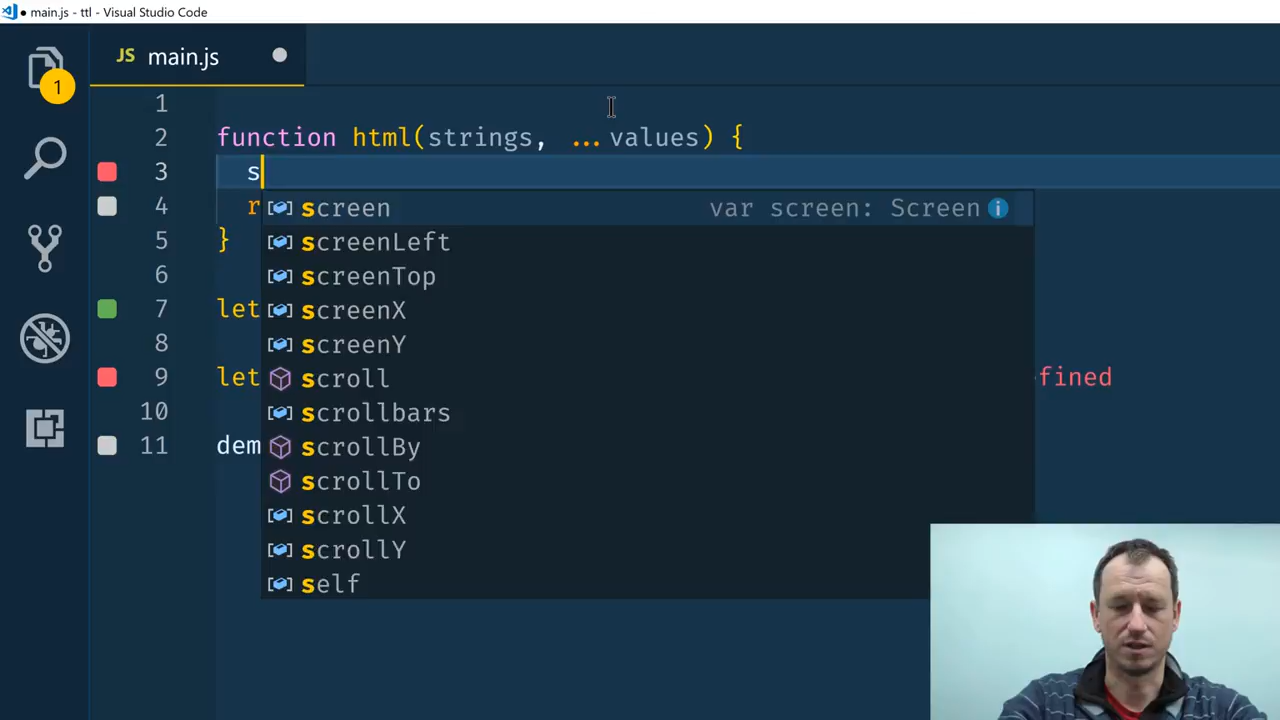 ● main.js - ttl - Visual Studio Code
JS main.js
1
1
2 function html(strings, ...values) {
3 s
screen var screen: Screen
4 r
screenLeft
5 }
screenTop
6
screenX
7 let
screenY
8
scroll
9 let fined
scrollbars
10
scrollBy
11 dem
scrollTo
scrollX
scrollY
self